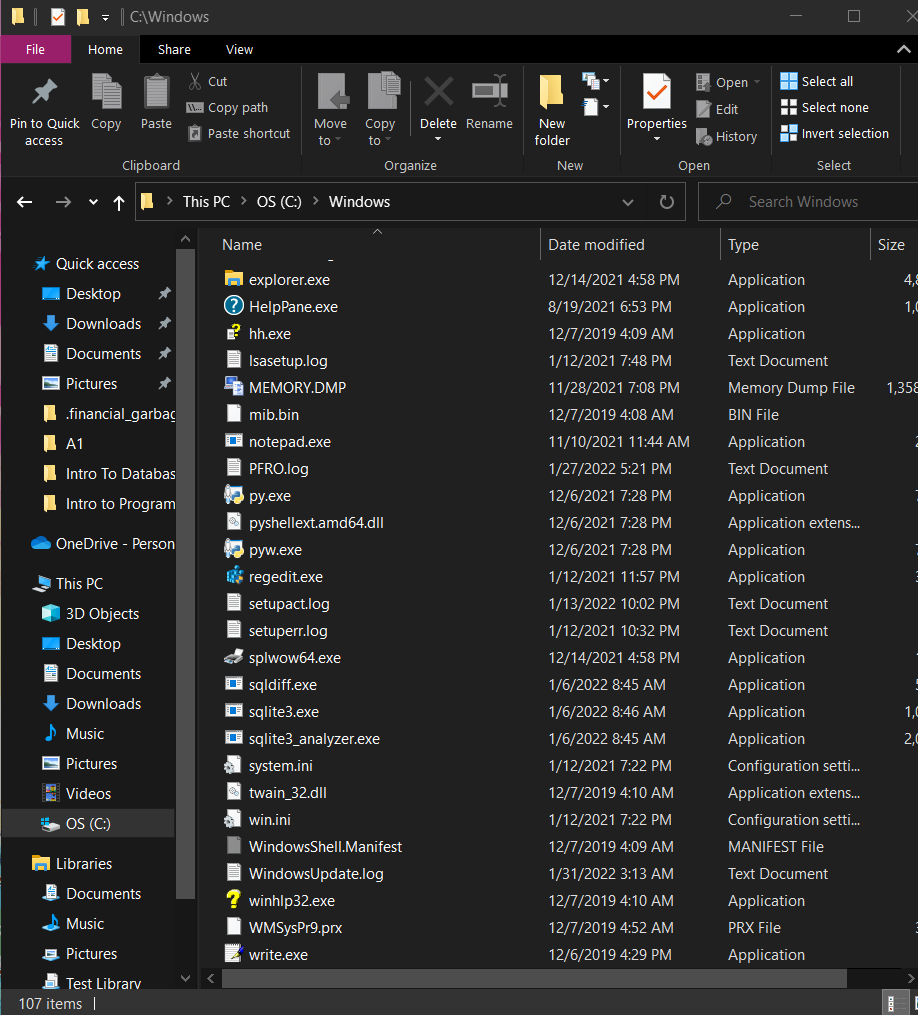 C:\Windows
File Home Share View
Pin to Quick access
Copy
Paste
Cut
Copy path
Paste shortcut
Clipboard
Move to
Copy to
Delete
Rename
Organize
New folder
New
Properties
Open
Edit
History
Open
Select all
Select none
Invert selection
Select
This PC > OS (C:) > Windows
Search Windows
Quick access
Desktop
Downloads
Documents
Pictures
.financial_garbag
A1
Intro To Databas
Intro to Program
OneDrive - Person
This PC
3D Objects
Desktop
Documents
Downloads
Music
Pictures
Videos
OS (C:)
Libraries
Documents
Music
Pictures
Test Library
Name Date modified Type Size
explorer.exe 12/14/2021 4:58 PM Application 4,8
HelpPane.exe 8/19/2021 6:53 PM Application 1,0
hh.exe 12/7/2019 4:09 AM Application
lsasetup.log 1/12/2021 7:48 PM Text Document
MEMORY.DMP 11/28/2021 7:08 PM Memory Dump File 1,358
mib.bin 12/7/2019 4:08 AM BIN File
notepad.exe 11/10/2021 11:44 AM Application
PFRO.log 1/27/2022 5:21 PM Text Document
py.exe 12/6/2021 7:28 PM Application
pyshellext.amd64.dll 12/6/2021 7:28 PM Application extens...
pyw.exe 12/6/2021 7:28 PM Application
regedit.exe 1/12/2021 11:57 PM Application
setupact.log 1/13/2022 10:02 PM Text Document
setuperr.log 1/12/2021 10:32 PM Text Document
splwow64.exe 12/14/2021 4:58 PM Application
sqldiff.exe 1/6/2022 8:45 AM Application
sqlite3.exe 1/6/2022 8:46 AM Application 1,0
sqlite3_analyzer.exe 1/6/2022 8:45 AM Application 2,0
system.ini 1/12/2021 7:22 PM Configuration setti...
twain_32.dll 12/7/2019 4:10 AM Application extens...
win.ini 1/12/2021 7:22 PM Configuration setti...
WindowsShell.Manifest 12/7/2019 4:09 AM MANIFEST File
WindowsUpdate.log 1/31/2022 3:13 AM Text Document
winhlp32.exe 12/7/2019 4:10 AM Application
WMSysPr9.prx 12/7/2019 4:52 AM PRX File
write.exe 12/6/2019 4:29 PM Application
107 items